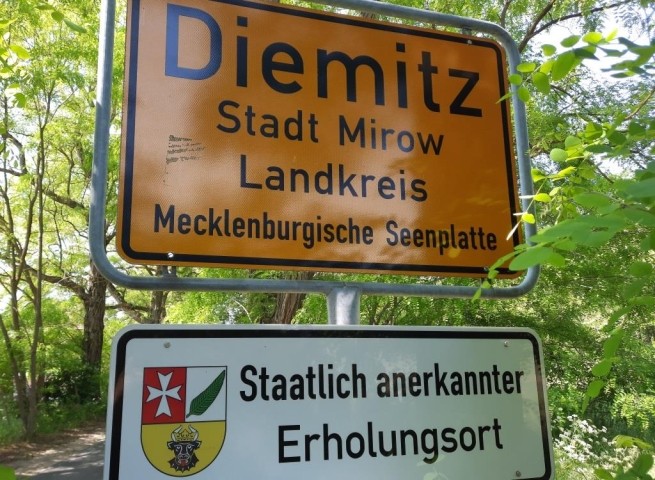 Diemitz
Stadt Mirow
Landkreis
Mecklenburgische Seenplatte
Staatlich anerkannter
Erholungsort